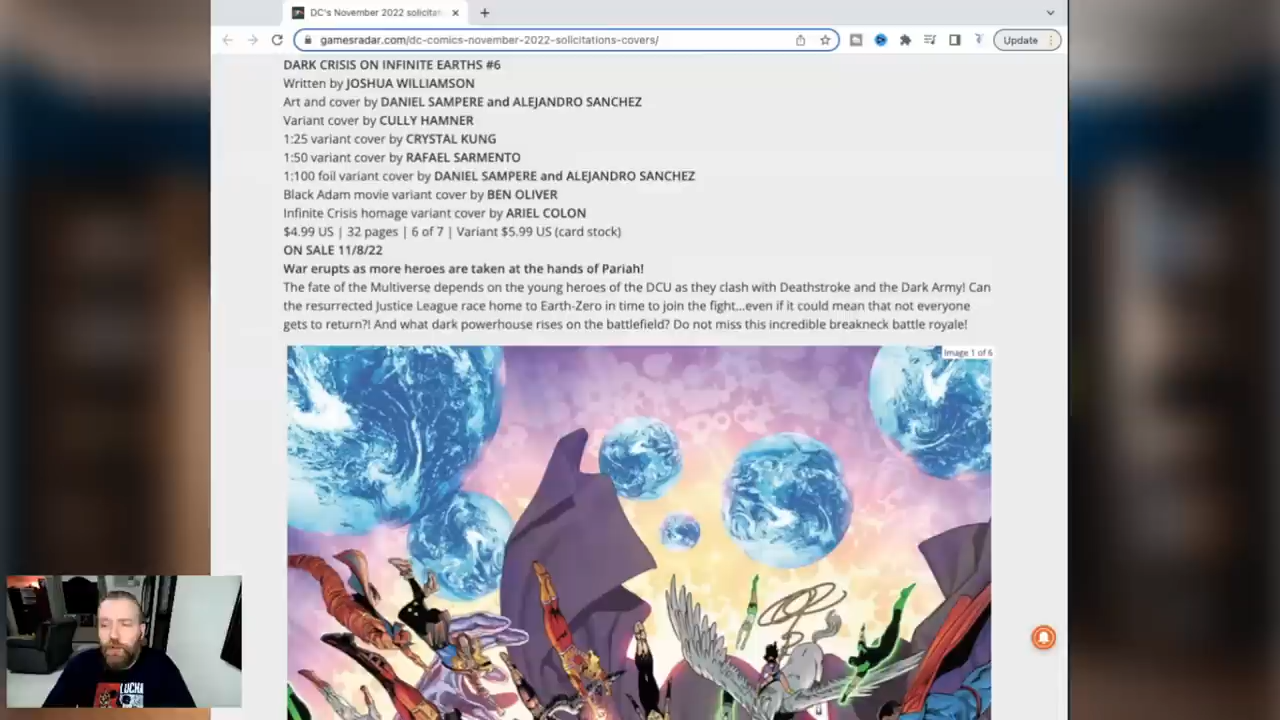 DC's November 2022 solicitat
gamesradar.com/dc-comics-november-2022-solicitations-covers/
Update
DARK CRISIS ON INFINITE EARTHS #6
Written by JOSHUA WILLIAMSON
Art and cover by DANIEL SAMPERE and ALEJANDRO SANCHEZ
Variant cover by CULLY HAMNER
1:25 variant cover by CRYSTAL KUNG
1:50 variant cover by RAFAEL SARMENTO
1:100 foil variant cover by DANIEL SAMPERE and ALEJANDRO SANCHEZ
Black Adam movie variant cover by BEN OLIVER
Infinite Crisis homage variant cover by ARIEL COLON
$4.99 US | 32 pages | 6 of 7 | Variant $5.99 US (card stock)
ON SALE 11/8/22
War erupts as more heroes are taken at the hands of Pariah!
The fate of the Multiverse depends on the young heroes of the DCU as they clash with Deathstroke and the Dark Army! Can
the resurrected Justice League race home to Earth-Zero in time to join the fight...even if it could mean that not everyone
gets to return?! And what dark powerhouse rises on the battlefield? Do not miss this incredible breakneck battle royale!
Image 1 of 6
LUCHA